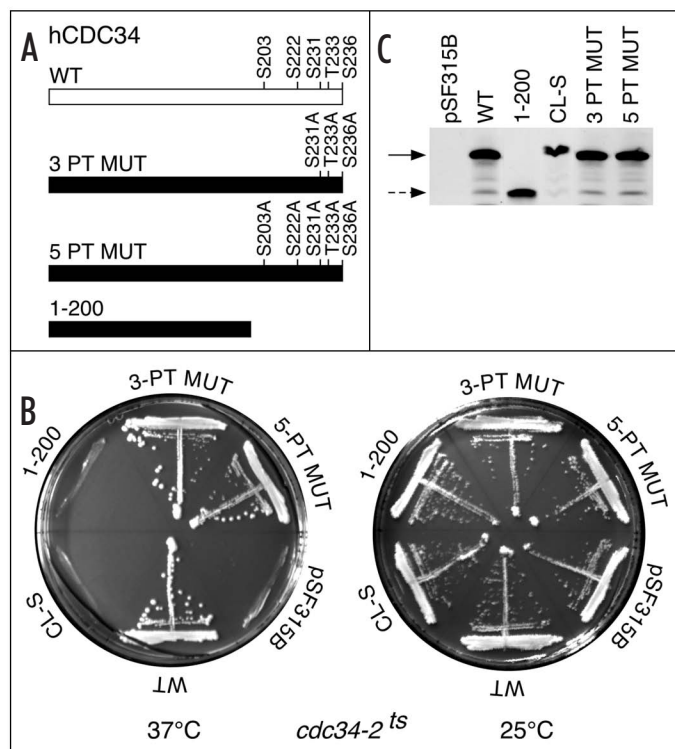 A
hCDC34
WT
S203
S222
S231
T233
S236
3 PT MUT
S231A
T233A
S236A
5 PT MUT
S203A
S222A
S231A
T233A
S236A
1-200
C
pSF315B
WT
1-200
CL-S
3 PT MUT
5 PT MUT
B
3-PT MUT
1-200
5-PT MUT
CL-S
pSF315B
WT
3-PT MUT
1-200
5-PT MUT
CL-S
pSF315B
WT
37°C
cdc34-2 ts
25°C